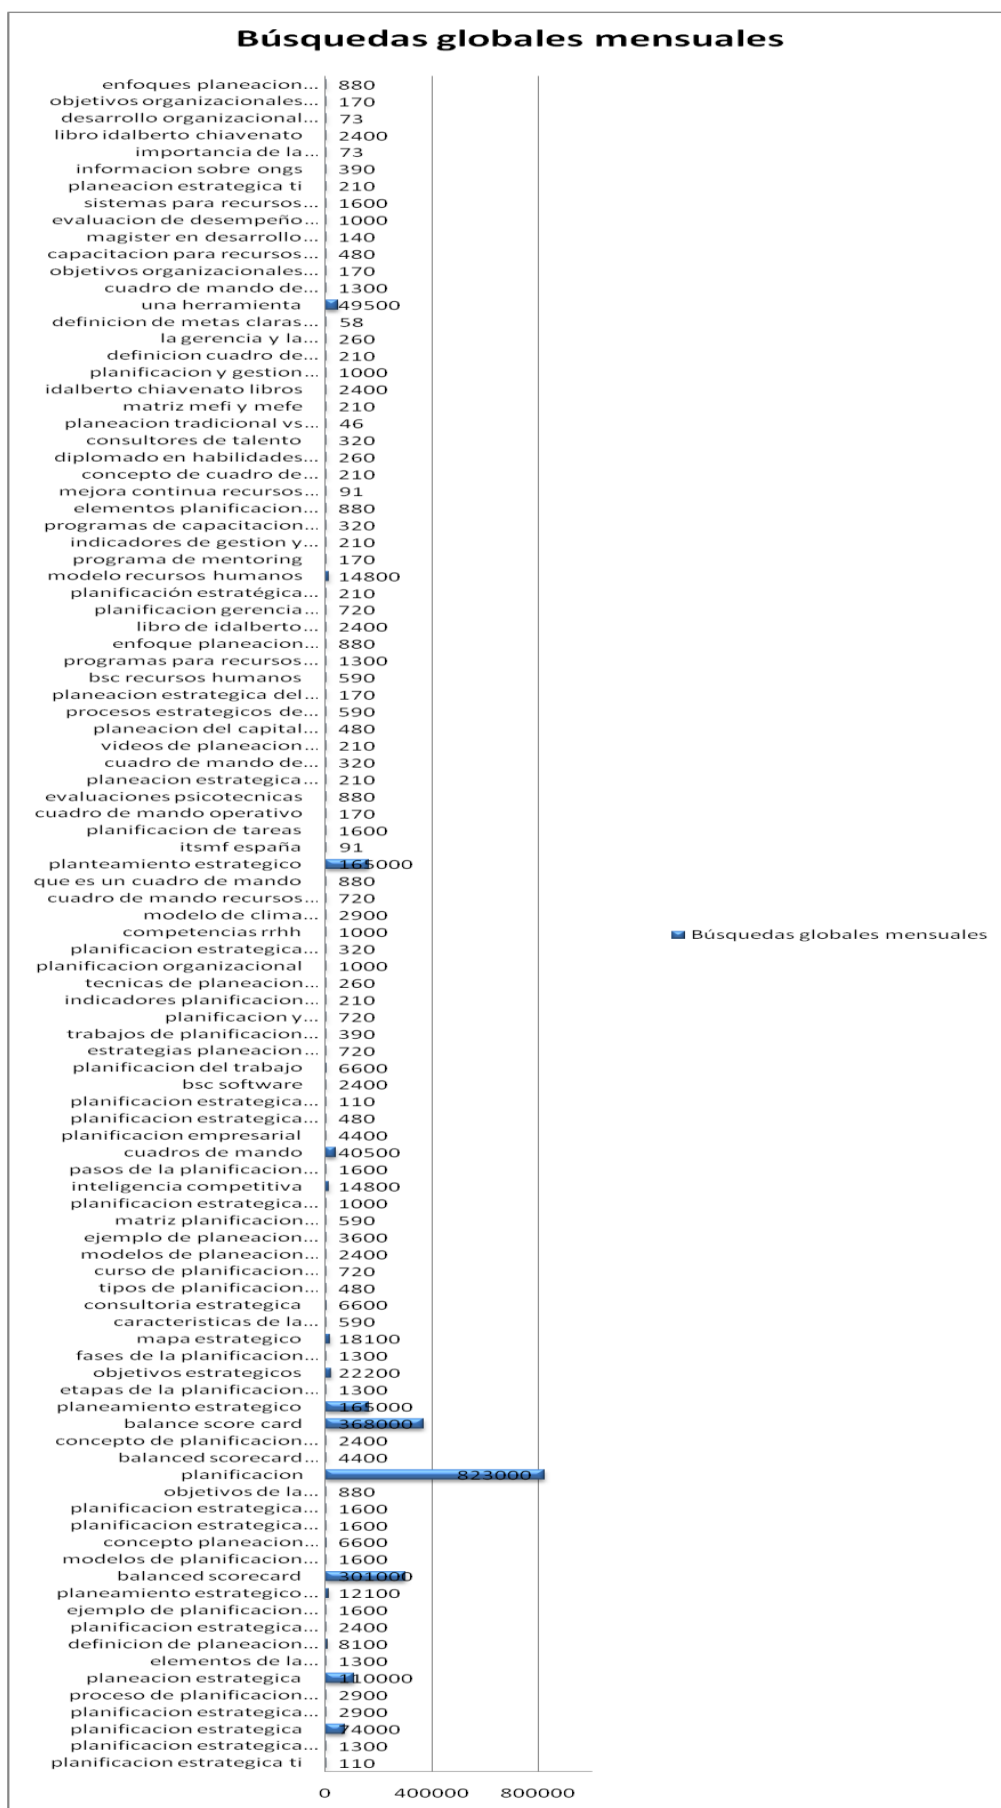 Búsquedas globales mensuales
enfoques planeacion... 880
objetivos organizacionales... 170
desarrollo organizacional... 73
libro idalberto chiavenato 2400
importancia de la... 73
informacion sobre ongs 390
planeacion estrategica ti 210
sistemas para recursos... 1600
evaluacion de desempeño... 1000
magister en desarrollo... 140
capacitacion para recursos... 480
objetivos organizacionales... 170
cuadro de mando de... 1300
una herramienta 49500
definicion de metas claras... 58
la gerencia y la... 260
definicion cuadro de... 210
planificacion y gestion... 1000
idalberto chiavenato libros 2400
matriz mefi y mefe 210
planeacion tradicional vs... 46
consultores de talento 320
diplomado en habilidades... 260
concepto de cuadro de... 210
mejora continua recursos... 91
elementos planificacion... 880
programas de capacitacion... 320
indicadores de gestion y... 210
programa de mentoring 170
modelo recursos humanos 14800
planificación estratégica... 210
planificacion gerencia... 720
libro de idalberto... 2400
enfoque planeacion... 880
programas para recursos... 1300
bsc recursos humanos 590
planeacion estrategica del... 170
procesos estrategicos de... 590
planeacion del capital... 480
videos de planeacion... 210
cuadro de mando de... 320
planeacion estrategica... 210
evaluaciones psicotecnicas 880
cuadro de mando operativo 170
planificacion de tareas 1600
itsmf españa 91
planteamiento estrategico 165000
que es un cuadro de mando 880
cuadro de mando recursos... 720
modelo de clima... 2900
competencias rrhh 1000
planificacion estrategica... 320
planificacion organizacional 1000
tecnicas de planeacion... 260
indicadores planificacion... 210
planificacion y... 720
trabajos de planificacion... 390
estrategias planeacion... 720
planificacion del trabajo 6600
bsc software 2400
planificacion estrategica... 110
planificacion estrategica... 480
planificacion empresarial 4400
cuadros de mando 40500
pasos de la planificacion... 1600
inteligencia competitiva 14800
planificacion estrategica... 1000
matriz planificacion... 590
ejemplo de planeacion... 3600
modelos de planeacion... 2400
curso de planificacion... 720
tipos de planificacion... 480
consultoria estrategica 6600
caracteristicas de la... 590
mapa estrategico 18100
fases de la planificacion... 1300
objetivos estrategicos 22200
etapas de la planificacion... 1300
planeamiento estrategico 165000
balance score card 368000
concepto de planificacion... 2400
balanced scorecard... 4400
planificacion 823000
objetivos de la... 880
planificacion estrategica... 1600
planificacion estrategica... 1600
concepto planeacion... 6600
modelos de planificacion... 1600
balanced scorecard 301000
planeamiento estrategico... 12100
ejemplo de planificacion... 1600
planificacion estrategica... 2400
definicion de planeacion... 8100
elementos de la... 1300
planeacion estrategica 110000
proceso de planificacion... 2900
planificacion estrategica... 2900
planificacion estrategica 74000
planificacion estrategica... 1300
planificacion estrategica ti 110
0 400000 800000
Búsquedas globales mensuales